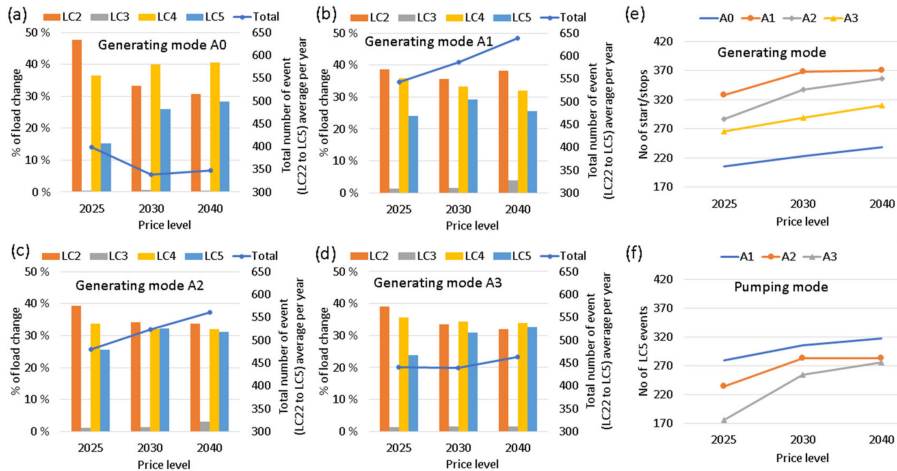 (a)
LC2 LC3 LC4 LC5 Total
Generating mode A0
50 %
40 %
30 %
20 %
10 %
0 %
% of load change
650
600
550
500
450
400
350
300
Total number of event
(LC22 to LC5) average per year
2025 2030 2040
Price level
(b)
LC2 LC3 LC4 LC5 Total
Generating mode A1
50 %
40 %
30 %
20 %
10 %
0 %
% of load change
650
600
550
500
450
400
350
300
Total number of event
(LC22 to LC5) average per year
2025 2030 2040
Price level
(e)
A0 A1 A2 A3
Generating mode
420
370
320
270
220
170
No of start/stops
2025 2030 2040
Price level
(c)
LC2 LC3 LC4 LC5 Total
Generating mode A2
50 %
40 %
30 %
20 %
10 %
0 %
% of load change
650
600
550
500
450
400
350
300
Total number of event
(LC22 to LC5) average per year
2025 2030 2040
Price level
(d)
LC2 LC3 LC4 LC5 Total
Generating mode A3
50 %
40 %
30 %
20 %
10 %
0 %
% of load change
650
600
550
500
450
400
350
300
Total number of event
(LC22 to LC5) average per year
2025 2030 2040
Price level
(f)
A1 A2 A3
Pumping mode
420
370
320
270
220
170
No of LC5 events
2025 2030 2040
Price level